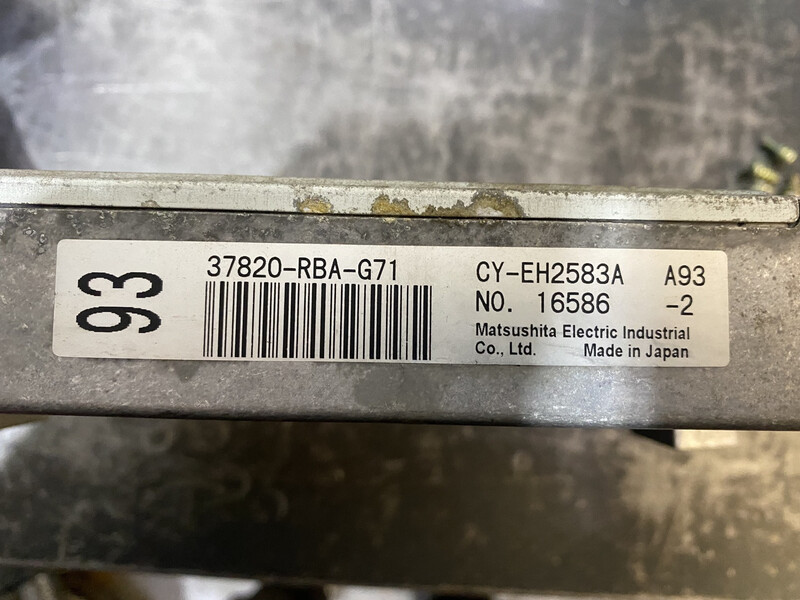 93
37820-RBA-G71
CY-EH2583A A93
NO. 16586 -2
Matsushita Electric Industrial
Co., Ltd. Made in Japan